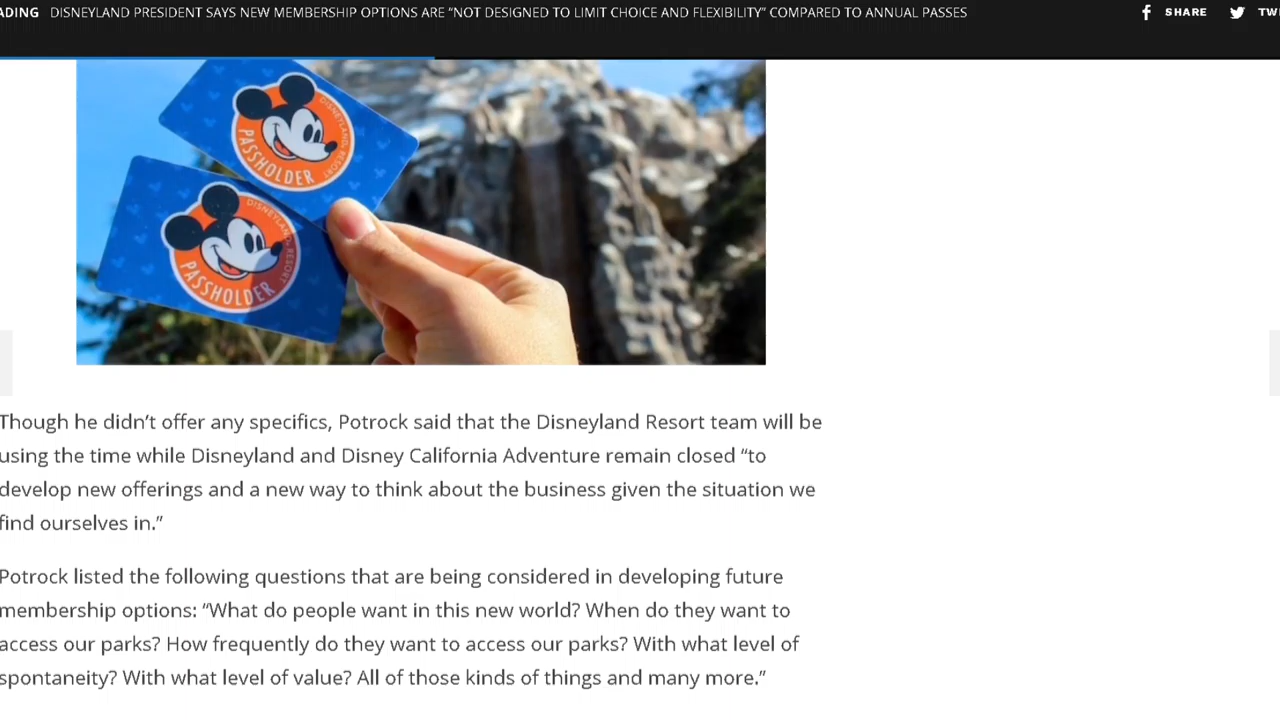 ADING DISNEYLAND PRESIDENT SAYS NEW MEMBERSHIP OPTIONS ARE “NOT DESIGNED TO LIMIT CHOICE AND FLEXIBILITY” COMPARED TO ANNUAL PASSES SHARE TW
DISNEYLAND RESORT
PASSHOLDER
DISNEYLAND RESORT
PASSHOLDER
Though he didn’t offer any specifics, Potrock said that the Disneyland Resort team will be
using the time while Disneyland and Disney California Adventure remain closed “to
develop new offerings and a new way to think about the business given the situation we
find ourselves in.”
Potrock listed the following questions that are being considered in developing future
membership options: “What do people want in this new world? When do they want to
access our parks? How frequently do they want to access our parks? With what level of
spontaneity? With what level of value? All of those kinds of things and many more.”